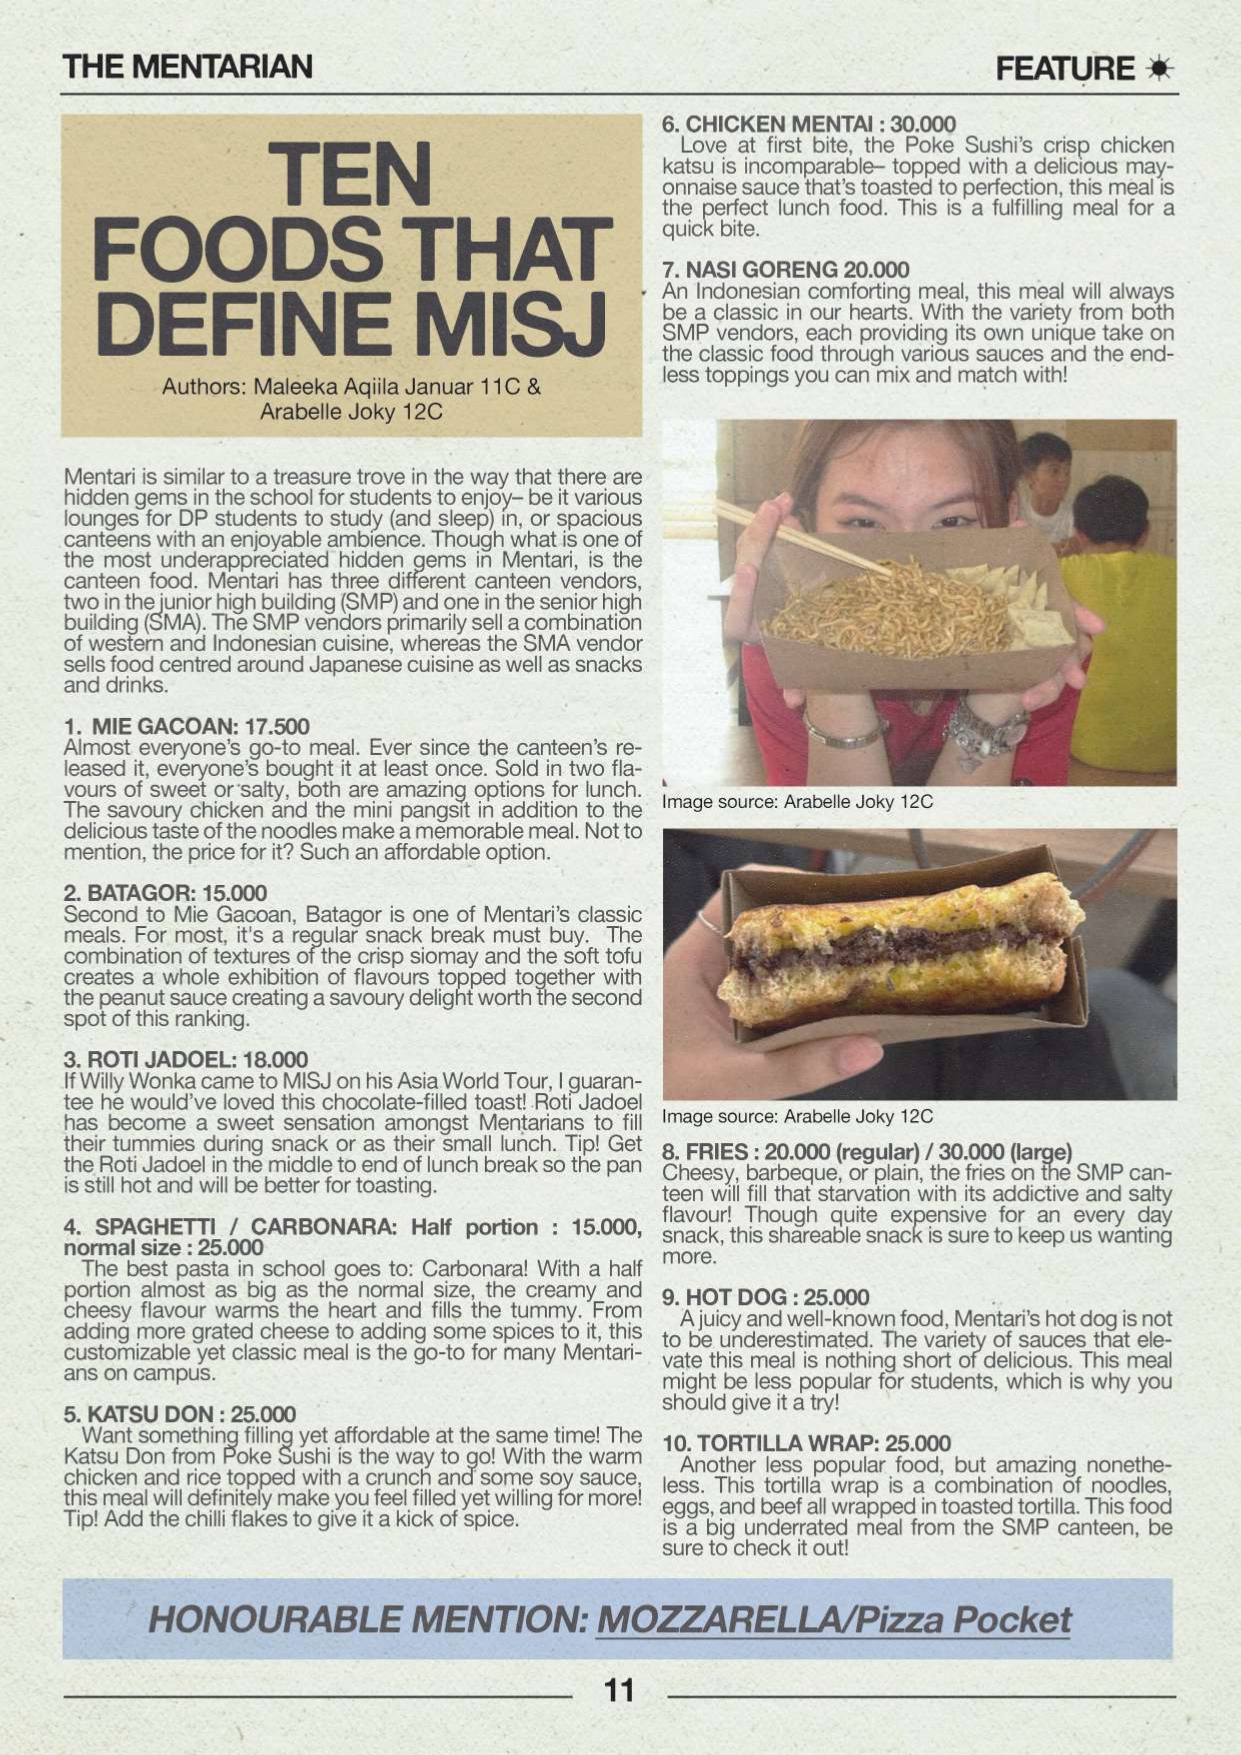 THE MENTARIAN
FEATURE
TEN
FOODS THAT
DEFINE MISJ
Authors: Maleeka Aqiila Januar 11C &
Arabelle Joky 12C
Mentari is similar to a treasure trove in the way that there are
hidden gems in the school for students to enjoy– be it various
lounges for DP students to study (and sleep) in, or spacious
canteens with an enjoyable ambience. Though what is one of
the most underappreciated hidden gems in Mentari, is the
canteen food. Mentari has three different canteen vendors,
two in the junior high building (SMP) and one in the senior high
building (SMA). The SMP vendors primarily sell a combination
of western and Indonesian cuisine, whereas the SMA vendor
sells food centred around Japanese cuisine as well as snacks
and drinks.
1. MIE GACOAN: 17.500
Almost everyone's go-to meal. Ever since the canteen's re-
leased it, everyone's bought it at least once. Sold in two fla-
vours of sweet or salty, both are amazing options for lunch.
The savoury chicken and the mini pangsit in addition to the
delicious taste of the noodles make a memorable meal. Not to
mention, the price for it? Such an affordable option.
2. BATAGOR: 15.000
Second to Mie Gacoan, Batagor is one of Mentari's classic
meals. For most, it's a regular snack break must buy. The
combination of textures of the crisp siomay and the soft tofu
creates a whole exhibition of flavours topped together with
the peanut sauce creating a savoury delight worth the second
spot of this ranking.
3. ROTI JADOEL: 18.000
If Willy Wonka came to MISJ on his Asia World Tour, I guaran-
tee he would've loved this chocolate-filled toast! Roti Jadoel
has become a sweet sensation amongst Mentarians to fill
their tummies during snack or as their small lunch. Tip! Get
the Roti Jadoel in the middle to end of lunch break so the pan
is still hot and will be better for toasting.
4. SPAGHETTI / CARBONARA: Half portion : 15.000,
normal size : 25.000
The best pasta in school goes to: Carbonara! With a half
portion almost as big as the normal size, the creamy and
cheesy flavour warms the heart and fills the tummy. From
adding more grated cheese to adding some spices to it, this
customizable yet classic meal is the go-to for many Mentari-
ans on campus.
5. KATSU DON : 25.000
Want something filling yet affordable at the same time! The
Katsu Don from Poke Sushi is the way to go! With the warm
chicken and rice topped with a crunch and some soy sauce,
this meal will definitely make you feel filled yet willing for more!
Tip! Add the chilli flakes to give it a kick of spice.
6. CHICKEN MENTAI : 30.000
Love at first bite, the Poke Sushi's crisp chicken
katsu is incomparable– topped with a delicious may-
onnaise sauce that's toasted to perfection, this meal is
the perfect lunch food. This is a fulfilling meal for a
quick bite.
7. NASI GORENG 20.000
An Indonesian comforting meal, this meal will always
be a classic in our hearts. With the variety from both
SMP vendors, each providing its own unique take on
the classic food through various sauces and the end-
less toppings you can mix and match with!
Image source: Arabelle Joky 12C
Image source: Arabelle Joky 12C
8. FRIES : 20.000 (regular) / 30.000 (large)
Cheesy, barbeque, or plain, the fries on the SMP can-
teen will fill that starvation with its addictive and salty
flavour! Though quite expensive for an every day
snack, this shareable snack is sure to keep us wanting
more.
9. HOT DOG : 25.000
A juicy and well-known food, Mentari's hot dog is not
to be underestimated. The variety of sauces that ele-
vate this meal is nothing short of delicious. This meal
might be less popular for students, which is why you
should give it a try!
10. TORTILLA WRAP: 25.000
Another less popular food, but amazing nonethe-
less. This tortilla wrap is a combination of noodles,
eggs, and beef all wrapped in toasted tortilla. This food
is a big underrated meal from the SMP canteen, be
sure to check it out!
HONOURABLE MENTION: MOZZARELLA/Pizza Pocket
11